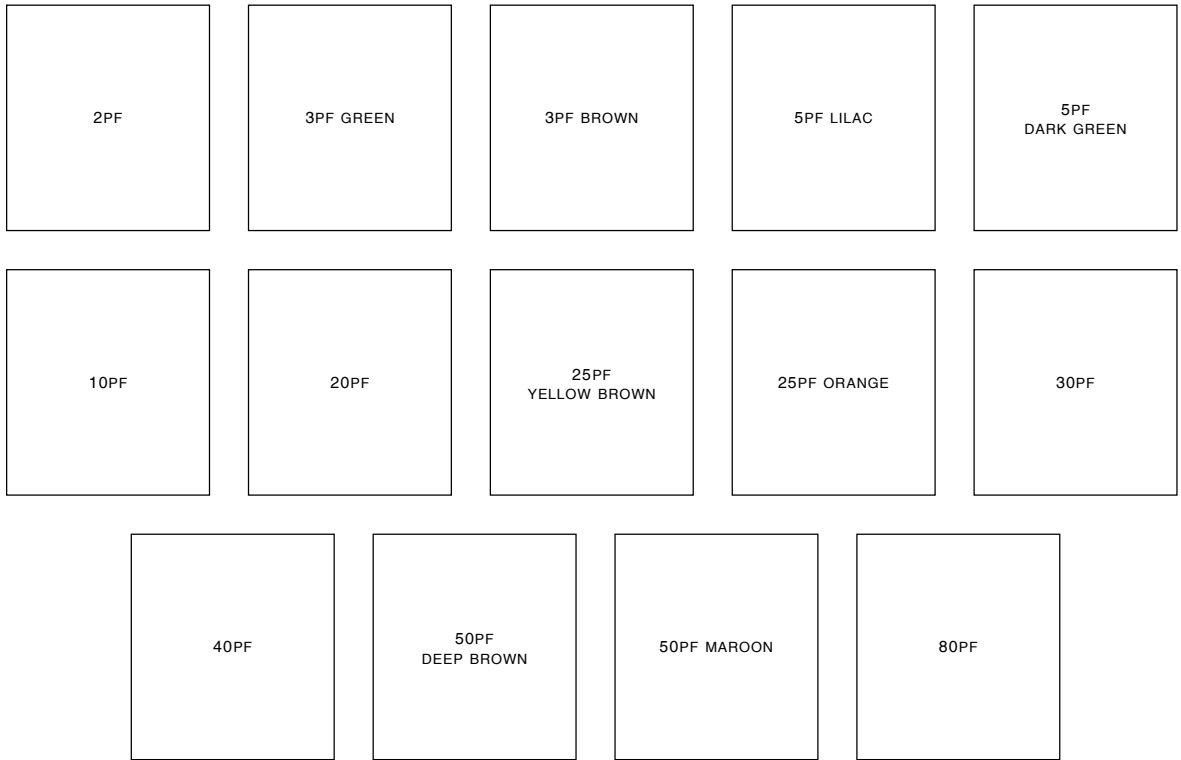 2PF
3PF GREEN
3PF BROWN
5PF LILAC
5PF
DARK GREEN
10PF
20PF
25PF
YELLOW BROWN
25PF ORANGE
30PF
40PF
50PF
DEEP BROWN
50PF MAROON
80PF